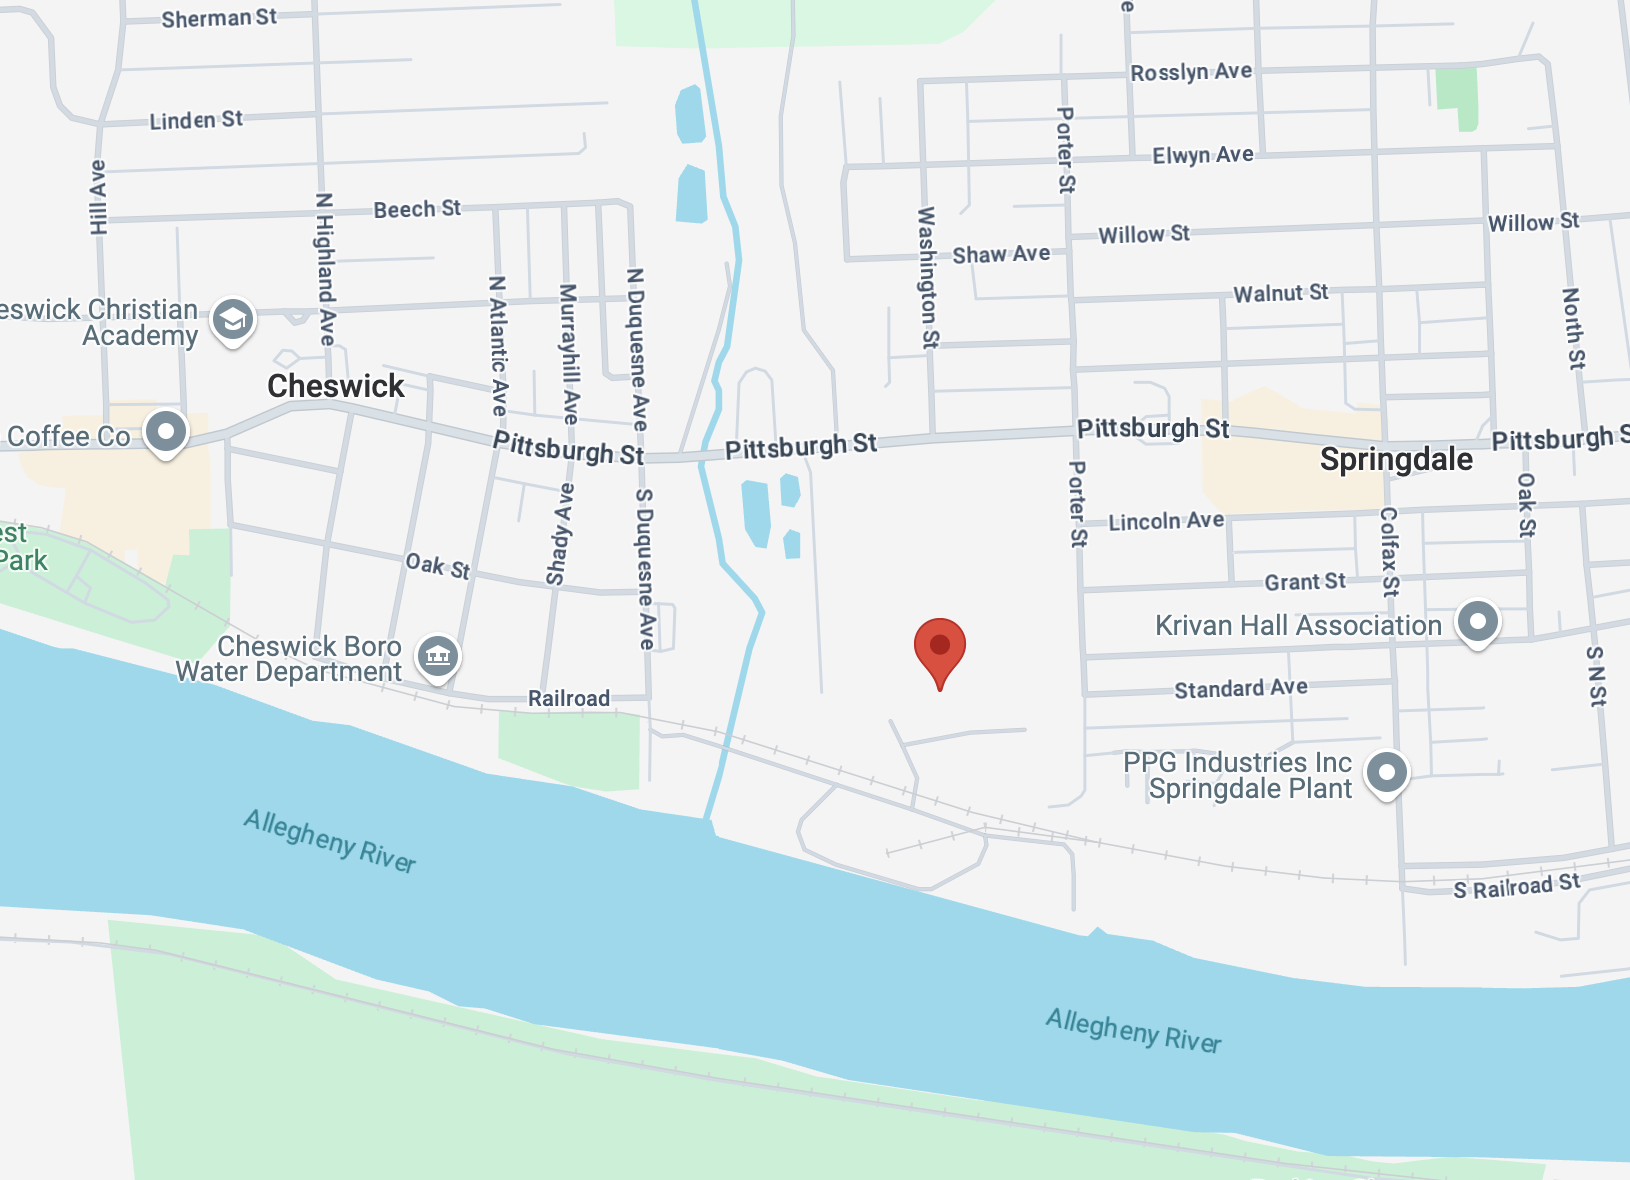 Sherman St
Rosslyn Ave
Linden St
Porter St
Elwyn Ave
Hill Ave
N Highland Ave
Beech St
Washington St
Willow St
Willow St
Shaw Ave
N Atlantic Ave
Murrayhill Ave
N Duquesne Ave
Walnut St
North St
eswick Christian
Academy
Cheswick
Coffee Co
Pittsburgh St
Pittsburgh St
Pittsburgh St
Pittsburgh S
Springdale
Porter St
Oak St
Shady Ave
S Duquesne Ave
Lincoln Ave
Colfax St
est
Park
Oak St
Grant St
Krivan Hall Association
Cheswick Boro
Water Department
S N St
Railroad
Standard Ave
PPG Industries Inc
Springdale Plant
Allegheny River
S Railroad St
Allegheny River